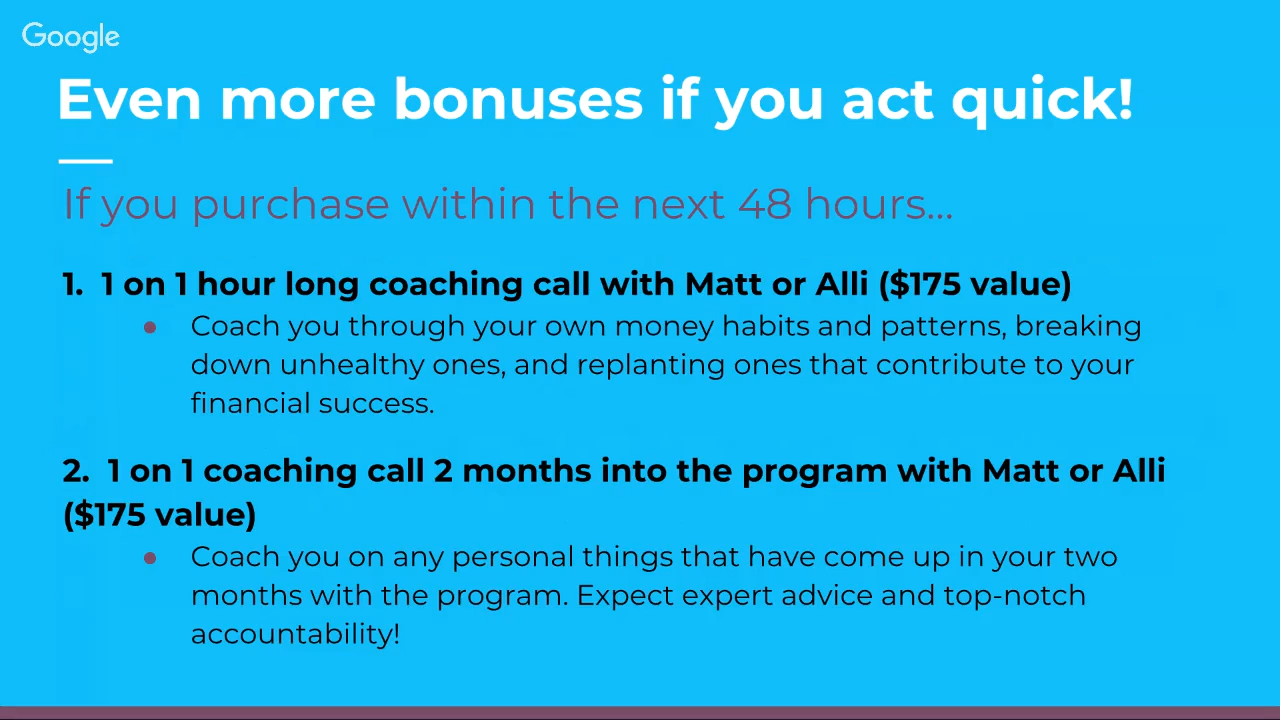 Google
Even more bonuses if you act quick!
If you purchase within the next 48 hours...
1. 1 on 1 hour long coaching call with Matt or Alli ($175 value)
● Coach you through your own money habits and patterns, breaking
down unhealthy ones, and replanting ones that contribute to your
financial success.
2. 1 on 1 coaching call 2 months into the program with Matt or Alli
($175 value)
● Coach you on any personal things that have come up in your two
months with the program. Expect expert advice and top-notch
accountability!